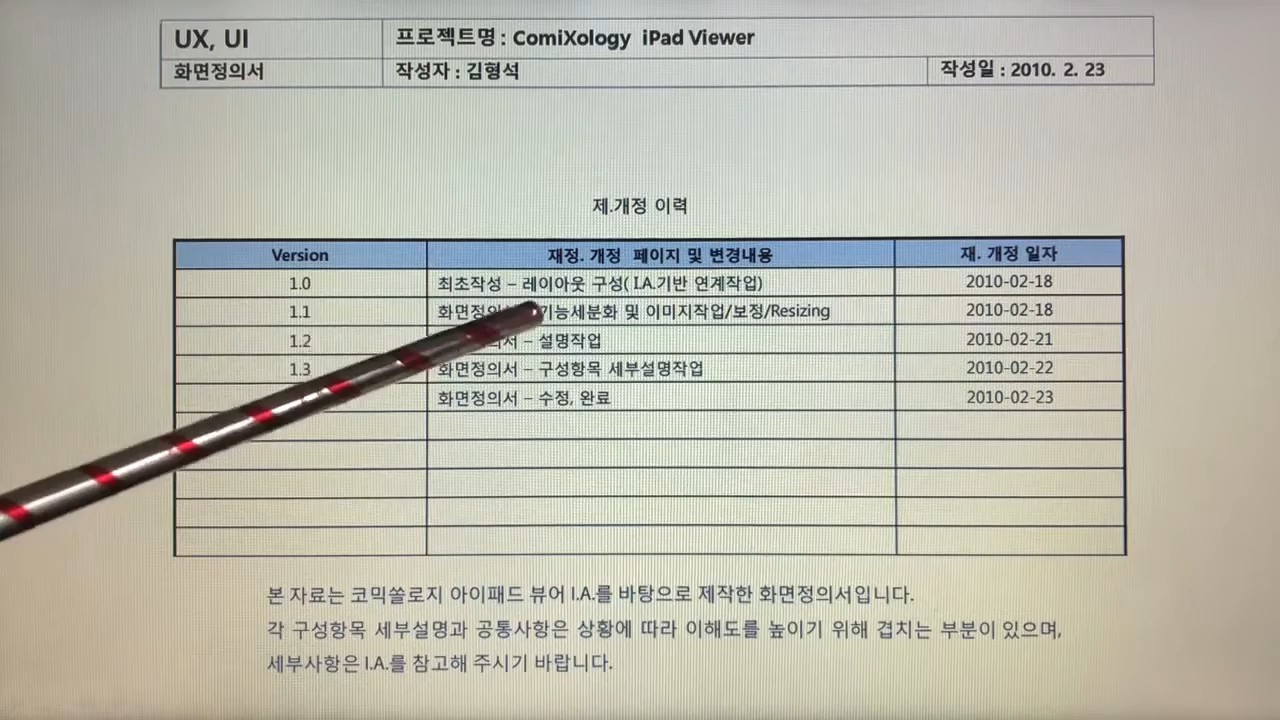 UX, UI 프로젝트명 : ComiXology iPad Viewer
화면정의서 작성자 : 김형석 작성일 : 2010. 2. 23
제.개정 이력
Version 재정. 개정 페이지 및 변경내용 재. 개정 일자
1.0 최초작성 – 레이아웃 구성( I.A.기반 연계작업) 2010-02-18
1.1 화면정 기능세분화 및 이미지작업/보정/Resizing 2010-02-18
1.2 의서 – 설명작업 2010-02-21
1.3 화면정의서 – 구성항목 세부설명작업 2010-02-22
화면정의서 – 수정, 완료 2010-02-23
본 자료는 코믹쏠로지 아이패드 뷰어 I.A.를 바탕으로 제작한 화면정의서입니다.
각 구성항목 세부설명과 공통사항은 상황에 따라 이해도를 높이기 위해 겹치는 부분이 있으며,
세부사항은 I.A.를 참고해 주시기 바랍니다.